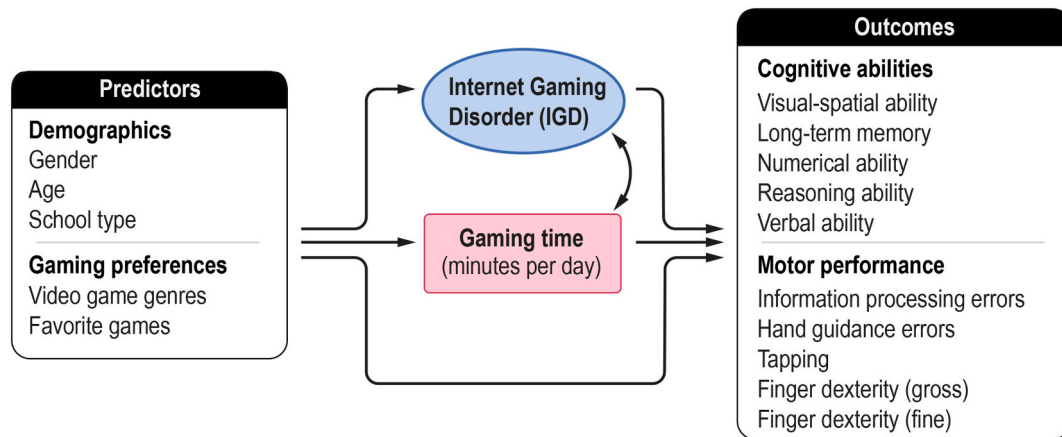 Predictors
Demographics
Gender
Age
School type
Gaming preferences
Video game genres
Favorite games
Internet Gaming
Disorder (IGD)
Gaming time
(minutes per day)
Outcomes
Cognitive abilities
Visual-spatial ability
Long-term memory
Numerical ability
Reasoning ability
Verbal ability
Motor performance
Information processing errors
Hand guidance errors
Tapping
Finger dexterity (gross)
Finger dexterity (fine)